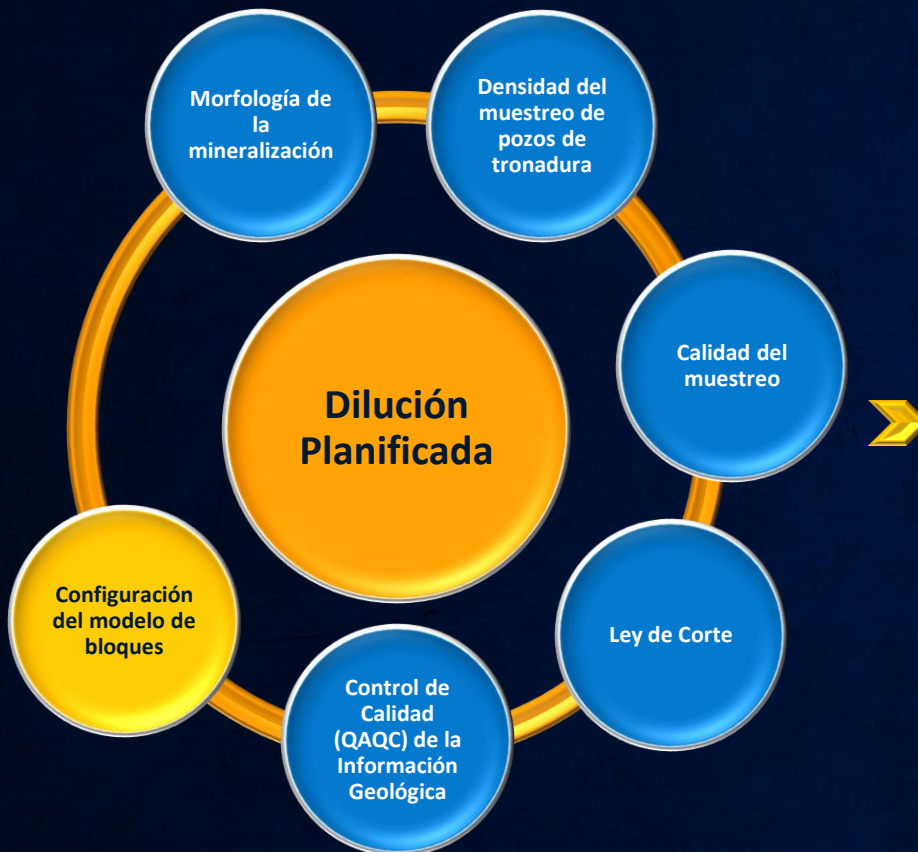 Morfología de
la
mineralización
Densidad del
muestreo de
pozos de
tronadura
Calidad del
muestreo
Dilución
Planificada
Configuración
del modelo de
bloques
Ley de Corte
Control de
Calidad
(QAQC) de la
Información
Geológica